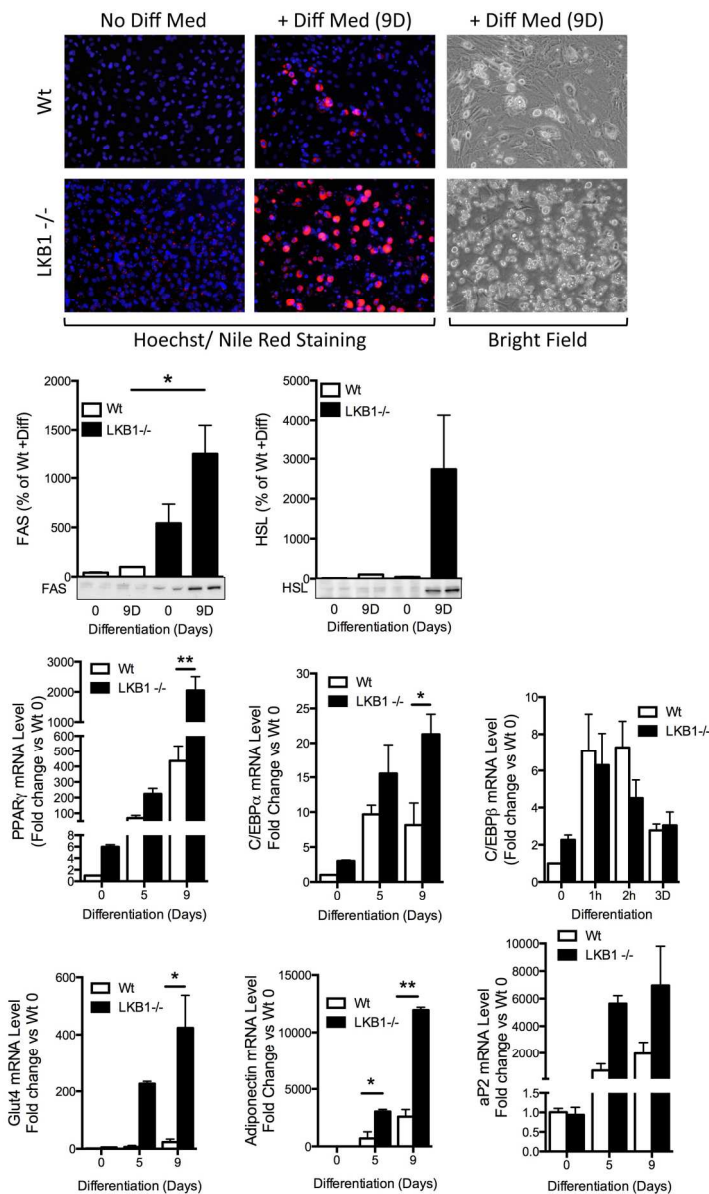 No Diff Med
+ Diff Med (9D)
+ Diff Med (9D)
Wt
LKB1 -/-
Hoechst/ Nile Red Staining
Bright Field
FAS (% of Wt +Diff)
2000
1500
1000
500
0
Wt
LKB1-/-
*
FAS
0 9D 0 9D
Differentiation (Days)
HSL (% of Wt +Diff)
5000
4000
3000
2000
1000
0
Wt
LKB1-/-
HSL
0 9D 0 9D
Differentiation (Days)
PPARγ mRNA Level
(Fold change vs Wt 0)
3000
2000
1000
600
500
400
300
200
100
8
6
4
2
0
Wt
LKB1 -/-
**
0 5 9
Differentiation (Days)
C/EBPα mRNA Level
Fold change vs Wt 0)
30
25
20
15
10
5
0
Wt
LKB1 -/-
*
0 5 9
Differentiation (Days)
C/EBPβ mRNA Level
(Fold change vs Wt 0)
10
8
6
4
2
0
Wt
LKB1-/-
0 1h 2h 3D
Differentiation
Glut4 mRNA Level
Fold change vs Wt 0)
600
400
200
0
Wt
LKB1-/-
*
0 5 9
Differentiation (Days)
Adiponectin mRNA Level
Fold change vs Wt 0)
15000
10000
5000
0
Wt
LKB1-/-
*
**
0 5 9
Differentiation (Days)
aP2 mRNA Level
Fold change vs Wt 0)
10000
8000
6000
4000
2000
1.5
1.0
0.5
0.0
Wt
LKB1 -/-
0 5 9
Differentiation (Days)